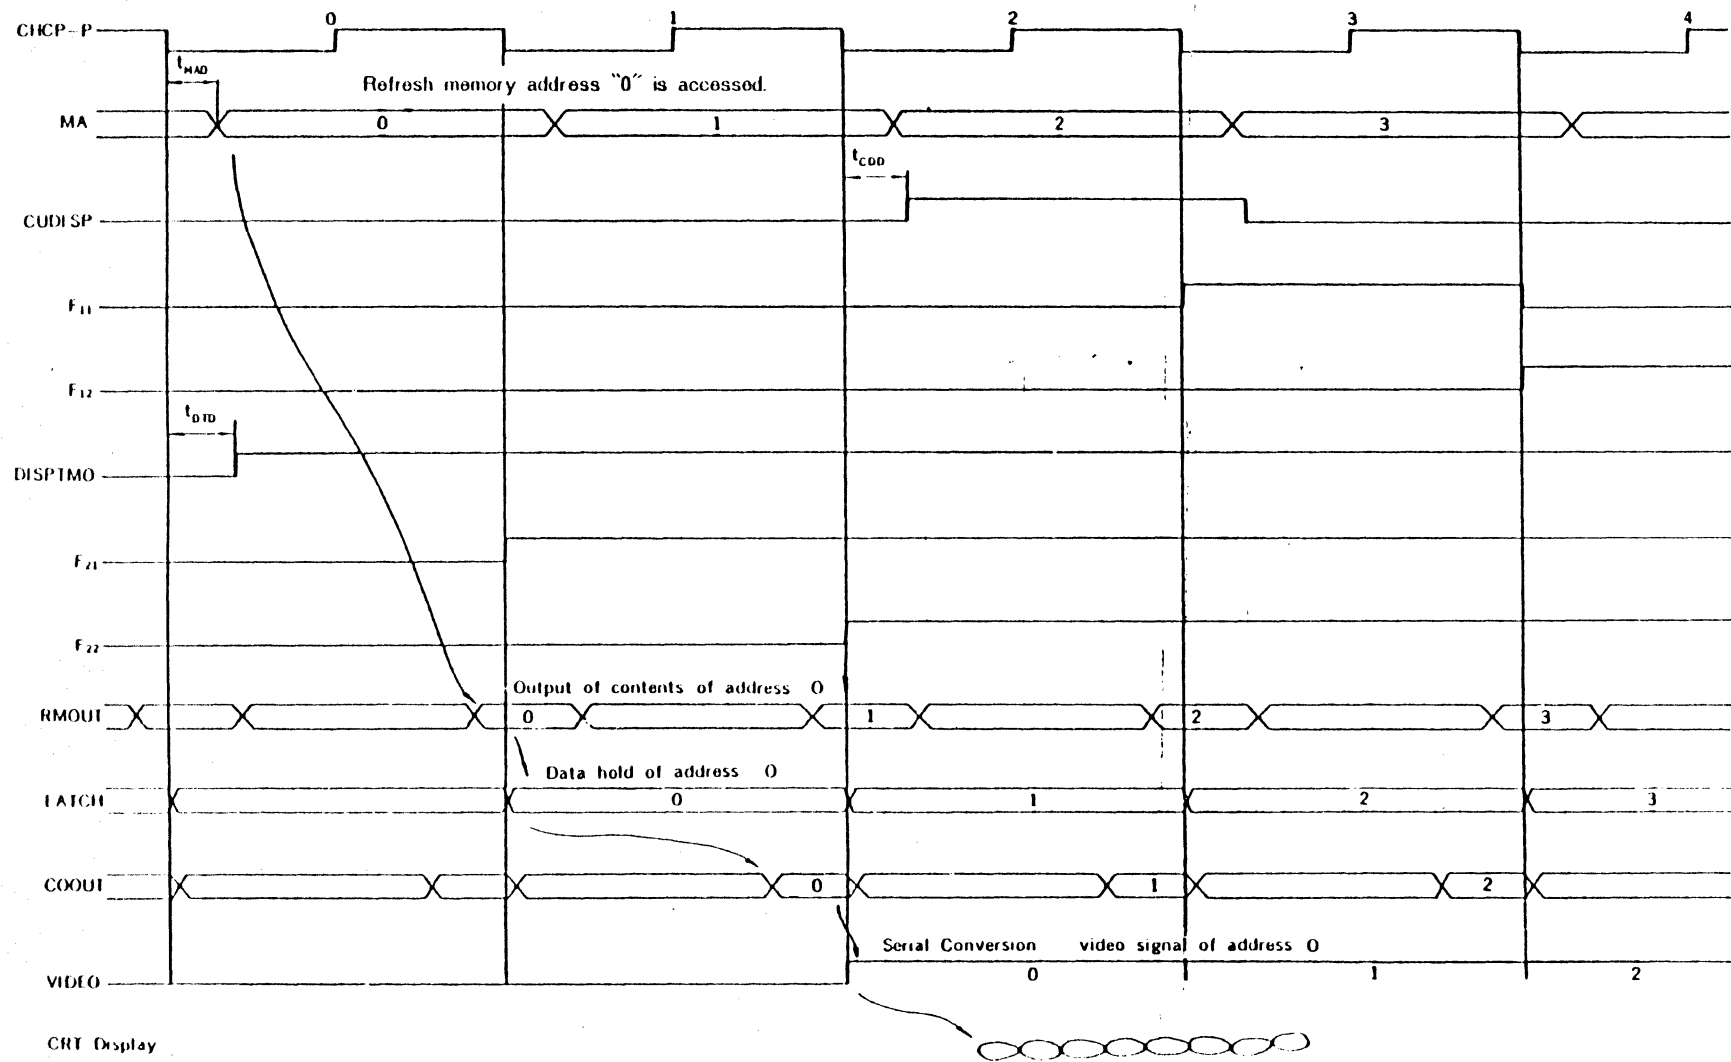 0 1 2 3 4
CHCP-P
tMAD
Refresh memory address "0" is accessed.
MA 0 1 2 3
tCDD
CUDISP
F11
F12
tDTD
DISPTMO
F21
F22
Output of contents of address 0
RMOUT 0 1 2 3
Data hold of address 0
LATCH 0 1 2 3
COOUT 0 1 2
Serial Conversion video signal of address 0
VIDEO 0 1 2
CRT Display